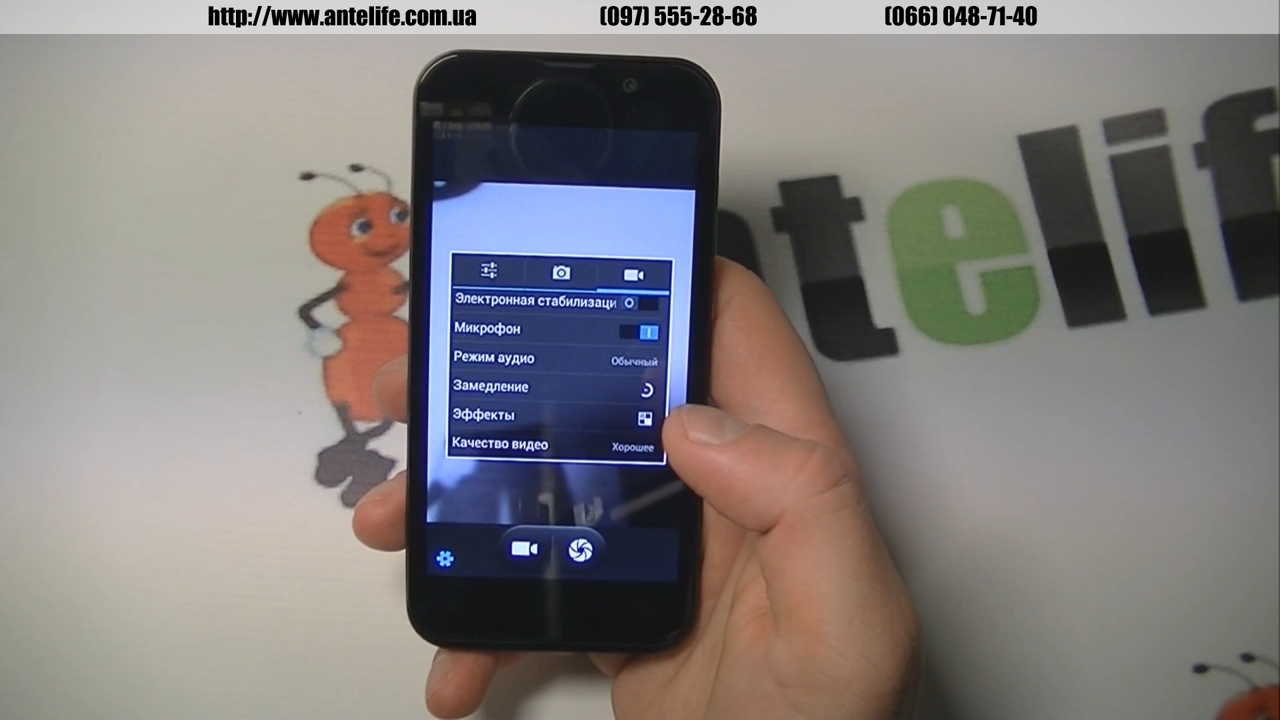 http://www.antelife.com.ua (097) 555-28-68 (066) 048-71-40
antelife
Электронная стабилизаци
Микрофон
Режим аудио Обычный
Замедление
Эффекты
Качество видео Хорошее